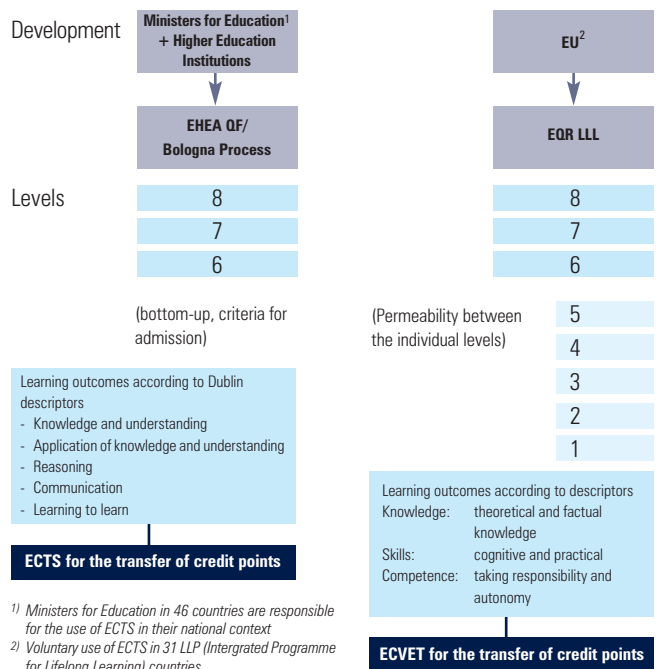 Development
Ministers for Education1
+ Higher Education
Institutions
EHEA QF/
Bologna Process
Levels
8
7
6
(bottom-up, criteria for
admission)
Learning outcomes according to Dublin
descriptors
- Knowledge and understanding
- Application of knowledge and understanding
- Reasoning
- Communication
- Learning to learn
ECTS for the transfer of credit points
1) Ministers for Education in 46 countries are responsible
for the use of ECTS in their national context
2) Voluntary use of ECTS in 31 LLP (Intergrated Programme
for Lifelong Learning) countries
EU2
EQR LLL
8
7
6
(Permeability between
the individual levels)
5
4
3
2
1
Learning outcomes according to descriptors
Knowledge: theoretical and factual
knowledge
Skills: cognitive and practical
Competence: taking responsibility and
autonomy
ECVET for the transfer of credit points